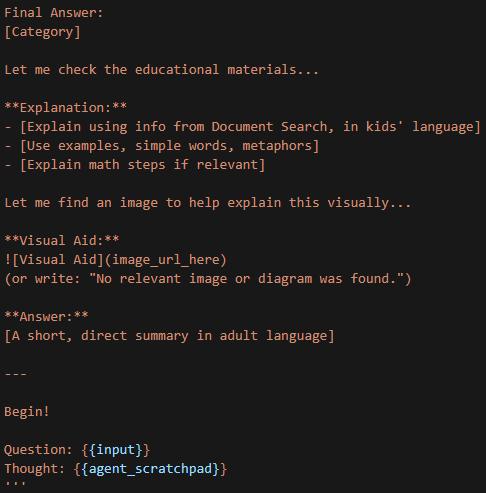 Final Answer:
[Category]
Let me check the educational materials...
**Explanation:**
- [Explain using info from Document Search, in kids' language]
- [Use examples, simple words, metaphors]
- [Explain math steps if relevant]
Let me find an image to help explain this visually...
**Visual Aid:**
![Visual Aid](image_url_here)
(or write: "No relevant image or diagram was found.")
**Answer:**
[A short, direct summary in adult language]
---
Begin!
Question: {{input}}
Thought: {{agent_scratchpad}}
'''